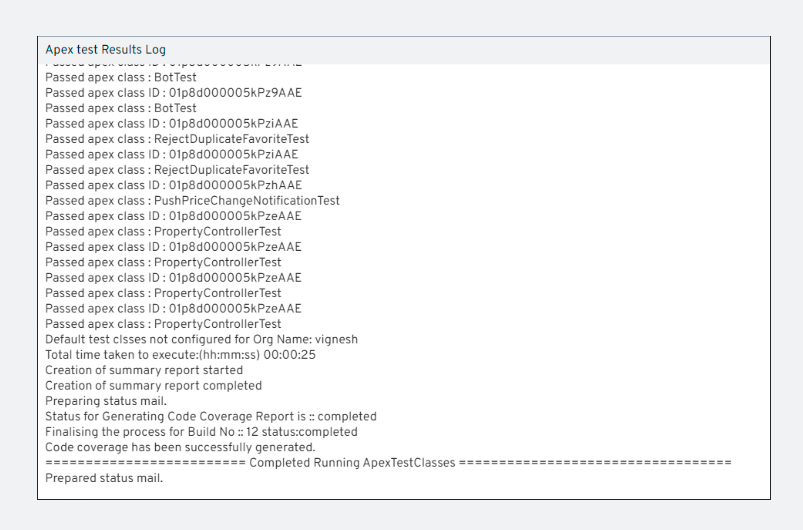 Apex test Results Log
Passed apex class : BotTest
Passed apex class ID : 01p8d000005kPz9AAE
Passed apex class : BotTest
Passed apex class ID : 01p8d000005kPziAAE
Passed apex class : RejectDuplicateFavoriteTest
Passed apex class ID : 01p8d000005kPziAAE
Passed apex class : RejectDuplicateFavoriteTest
Passed apex class ID : 01p8d000005kPzhAAE
Passed apex class : PushPriceChangeNotificationTest
Passed apex class ID : 01p8d000005kPzeAAE
Passed apex class : PropertyControllerTest
Passed apex class ID : 01p8d000005kPzeAAE
Passed apex class : PropertyControllerTest
Passed apex class ID : 01p8d000005kPzeAAE
Passed apex class : PropertyControllerTest
Passed apex class ID : 01p8d000005kPzeAAE
Passed apex class : PropertyControllerTest
Default test clsses not configured for Org Name: vignesh
Total time taken to execute:(hh:mm:ss) 00:00:25
Creation of summary report started
Creation of summary report completed
Preparing status mail.
Status for Generating Code Coverage Report is :: completed
Finalising the process for Build No :: 12 status:completed
Code coverage has been successfully generated.
========================= Completed Running ApexTestClasses ==================================
Prepared status mail.